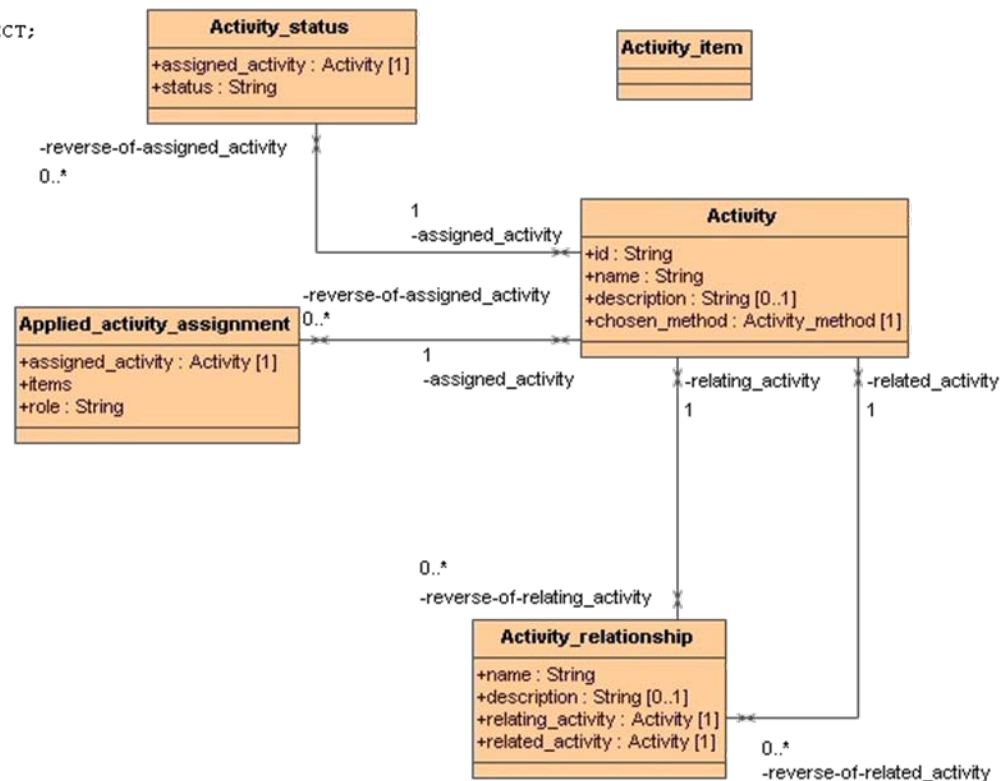 ECT;
Activity_status
+assigned_activity : Activity [1]
+status : String
Activity_item
-reverse-of-assigned_activity
0..*
1
-assigned_activity
Activity
+id : String
+name : String
+description : String [0..1]
+chosen_method : Activity_method [1]
-reverse-of-assigned_activity
0..*
Applied_activity_assignment
+assigned_activity : Activity [1]
+items
+role : String
1
-assigned_activity
-relating_activity
1
-related_activity
1
0..*
-reverse-of-relating_activity
Activity_relationship
+name : String
+description : String [0..1]
+relating_activity : Activity [1]
+related_activity : Activity [1]
0..*
-reverse-of-related_activity